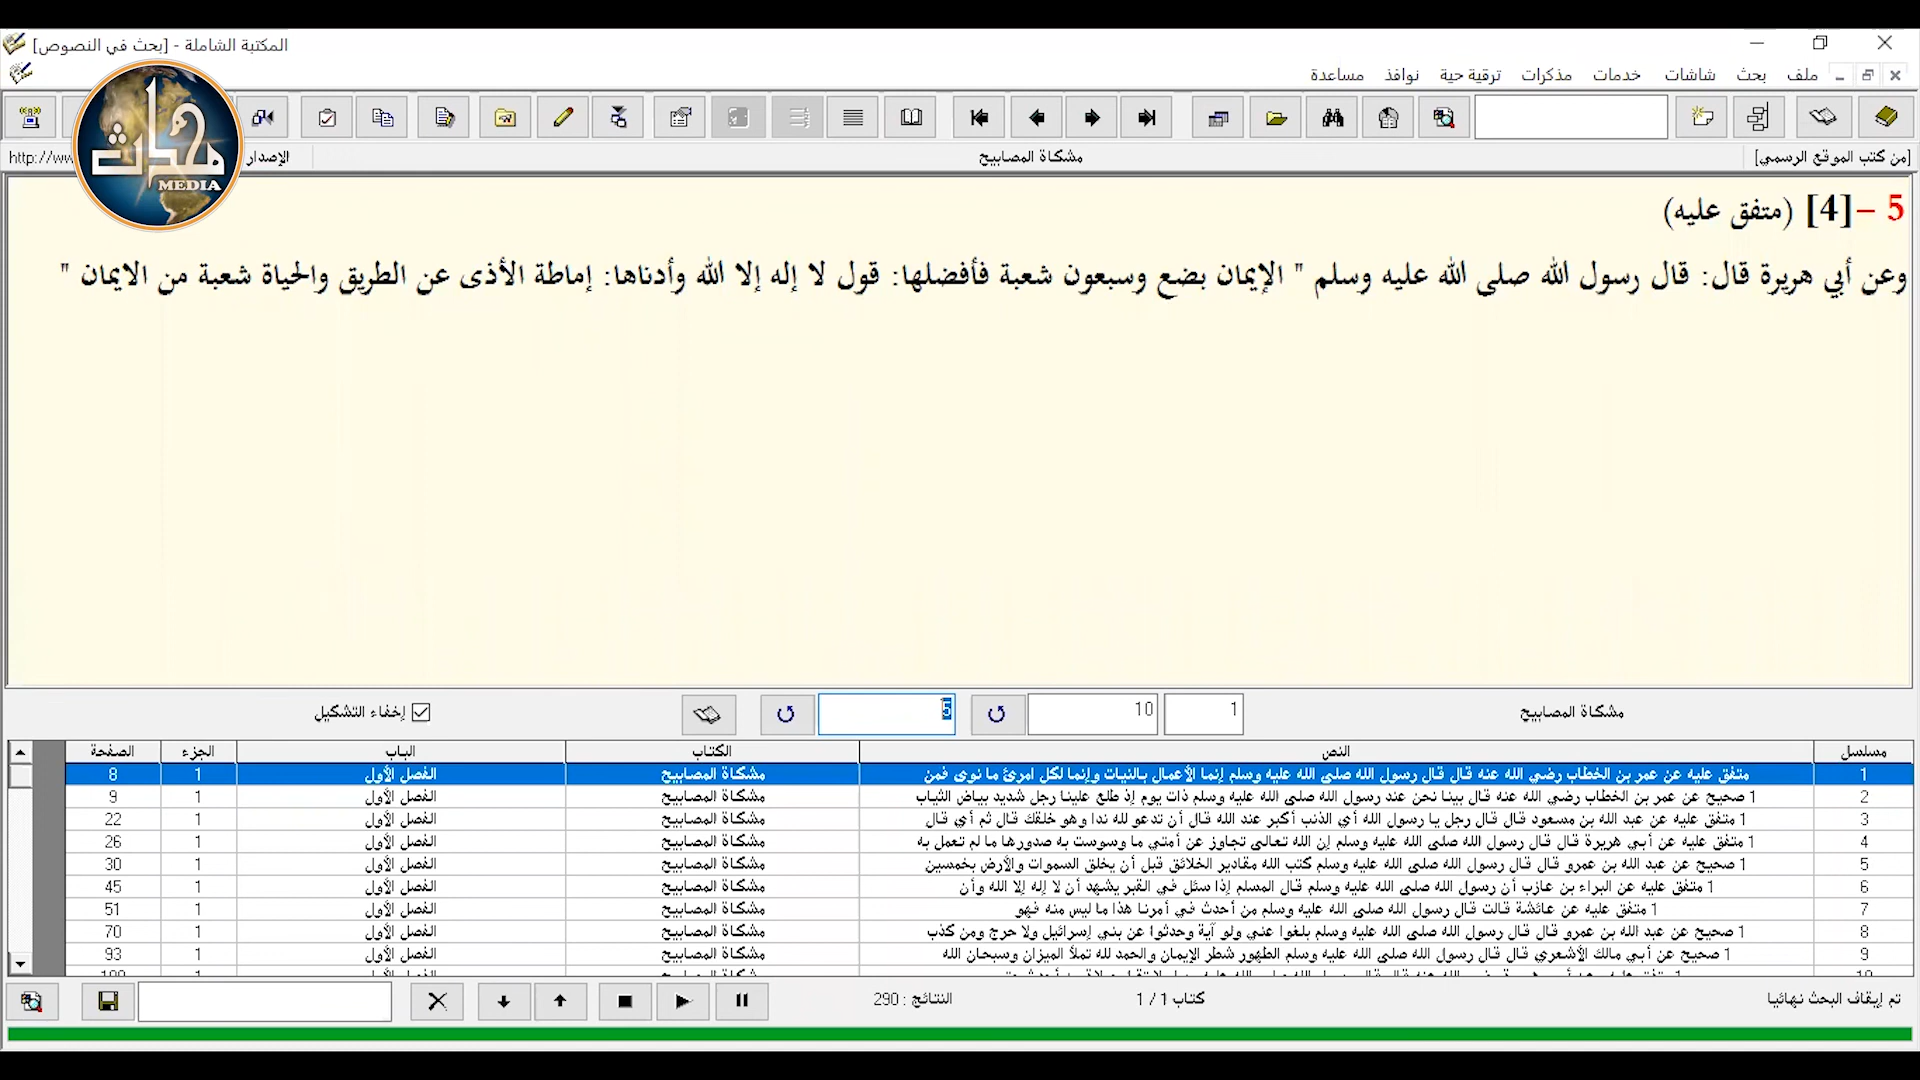 المكتبة الشاملة - [بحث في النصوص]
ملف بحث شاشات خدمات مذكرات ترقية حية نوافذ مساعدة
[من كتب الموقع الرسمي] مشكاة المصابيح الإصدار http://ww
MEDIA
5 – [4] (متفق عليه)
وعن أبي هريرة قال: قال رسول الله صلى الله عليه وسلم " الإيمان بضع وسبعون شعبة فأفضلها: قول لا إله إلا الله وأدناها: إماطة الأذى عن الطريق والحياة شعبة من الايمان "
مشكاة المصابيح 1 10 5 إخفاء التشكيل
مسلسل النص الكتاب الباب الجزء الصفحة
1 متفق عليه عن عمر بن الخطاب رضي الله عنه قال قال رسول الله صلى الله عليه وسلم إنما الأعمال بالنيات وإنما لكل امرئ ما نوى فمن مشكاة المصابيح الفصل الأول 1 8
2 1 صحيح عن عمر بن الخطاب رضي الله عنه قال بينا نحن عند رسول الله صلى الله عليه وسلم ذات يوم إذ طلع علينا رجل شديد بياض الثياب مشكاة المصابيح الفصل الأول 1 9
3 1 متفق عليه عن عبد الله بن مسعود قال قال رجل يا رسول الله أي الذنب أكبر عند الله قال أن تدعو لله ندا وهو خلقك قال ثم أي قال مشكاة المصابيح الفصل الأول 1 22
4 1 متفق عليه عن أبي هريرة قال قال رسول الله صلى الله عليه وسلم إن الله تعالى تجاوز عن أمتي ما وسوست به صدورها ما لم تعمل به مشكاة المصابيح الفصل الأول 1 26
5 1 صحيح عن عبد الله بن عمرو قال قال رسول الله صلى الله عليه وسلم كتب الله مقادير الخلائق قبل أن يخلق السموات والأرض بخمسين مشكاة المصابيح الفصل الأول 1 30
6 1 متفق عليه عن البراء بن عازب أن رسول الله صلى الله عليه وسلم قال المسلم إذا سئل في القبر يشهد أن لا إله إلا الله وأن مشكاة المصابيح الفصل الأول 1 45
7 1 متفق عليه عن عائشة قالت قال رسول الله صلى الله عليه وسلم من أحدث في أمرنا هذا ما ليس منه فهو مشكاة المصابيح الفصل الأول 1 51
8 1 صحيح عن عبد الله بن عمرو قال قال رسول الله صلى الله عليه وسلم بلغوا عني ولو آية وحدثوا عن بني إسرائيل ولا حرج ومن كذب مشكاة المصابيح الفصل الأول 1 70
9 1 صحيح عن أبي مالك الأشعري قال قال رسول الله صلى الله عليه وسلم الطهور شطر الإيمان والحمد لله تملأ الميزان وسبحان الله مشكاة المصابيح الفصل الأول 1 93
تم إيقاف البحث نهائيا كتاب 1 / 1 النتائج : 290